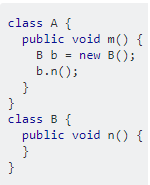 class A {
  public void m() {
    B b = new B();
    b.n();
  }
}
class B {
  public void n() {
  }
}